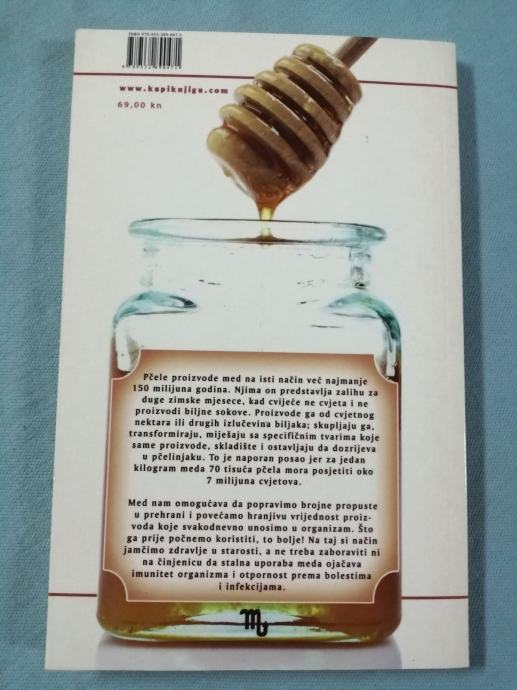 www.kupiknjigu.com
69,00 kn
Pčele proizvode med na isti način već najmanje
150 milijuna godina. Njima on predstavlja zalihu za
duge zimske mjesece, kad cvijeće ne cvjeta i ne
proizvodi biljne sokove. Proizvode ga od cvjetnog
nektara ili drugih izlučevina biljaka; skupljaju ga,
transformiraju, miješaju sa specifičnim tvarima koje
same proizvode, skladište i ostavljaju da dozrijeva
u pčelinjaku. To je naporan posao jer za jedan
kilogram meda 70 tisuća pčela mora posjetiti oko
7 milijuna cvjetova.
Med nam omogućava da popravimo brojne propuste
u prehrani i povećamo hranjivu vrijednost proiz-
voda koje svakodnevno unosimo u organizam. Što
ga prije počnemo koristiti, to bolje! Na taj si način
jamčimo zdravlje u starosti, a ne treba zaboraviti ni
na činjenicu da stalna uporaba meda ojačava
imunitet organizma i otpornost prema bolestima
i infekcijama.